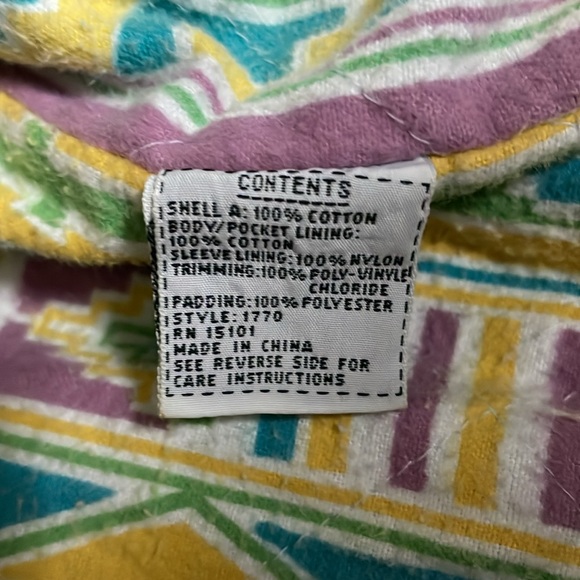 CONTENTS
SHELL A: 100% COTTON
BODY/POCKET LINING:
100% COTTON
SLEEVE LINING: 100% NYLON
TRIMMING: 100% POLY-VINYLE
CHLORIDE
PADDING: 100% POLYESTER
STYLE: 1770
RN 15101
MADE IN CHINA
SEE REVERSE SIDE FOR
CARE INSTRUCTIONS